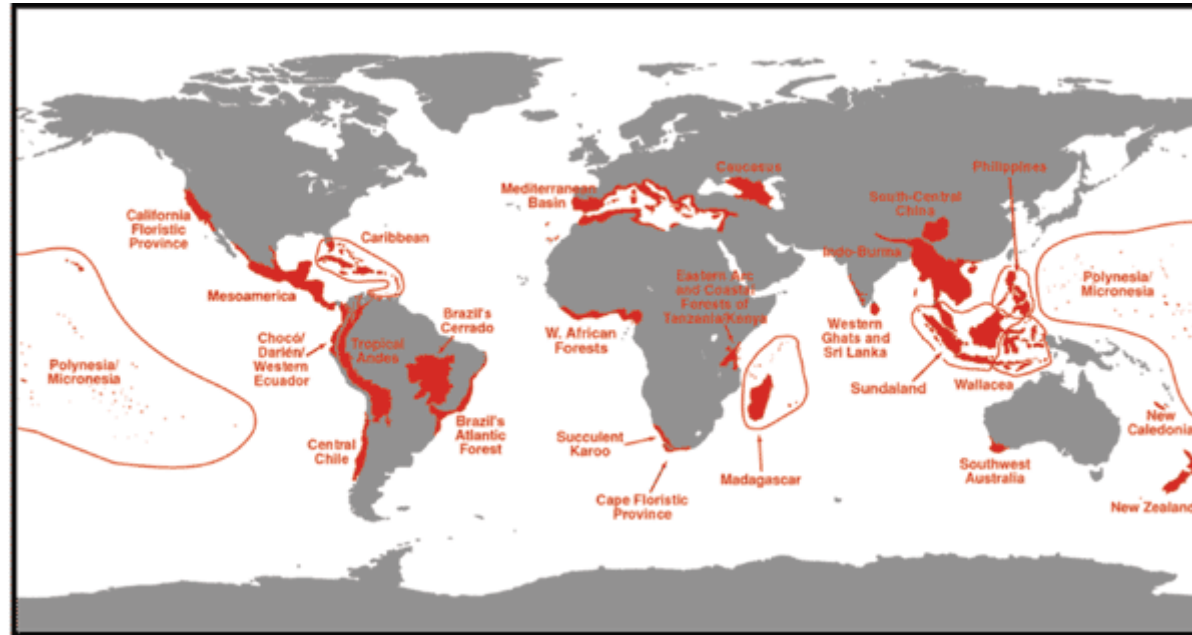 Philippines
Caucasus
Mediterranean
Basin
South-Central
China
California
Floristic
Province
Caribbean
Indo-Burma
Eastern Arc
and Coastal
Forests of
Tanzania/Kenya
Polynesia/
Micronesia
Mesoamerica
Brazil's
Cerrado
W. African
Forests
Western
Ghats and
Sri Lanka
Chocó/
Darién/
Western
Ecuador
Tropical
Andes
Polynesia/
Micronesia
Sundaland
Wallacea
New
Caledonia
Brazil's
Atlantic
Forest
Central
Chile
Succulent
Karoo
Madagascar
Southwest
Australia
Cape Floristic
Province
New Zealand